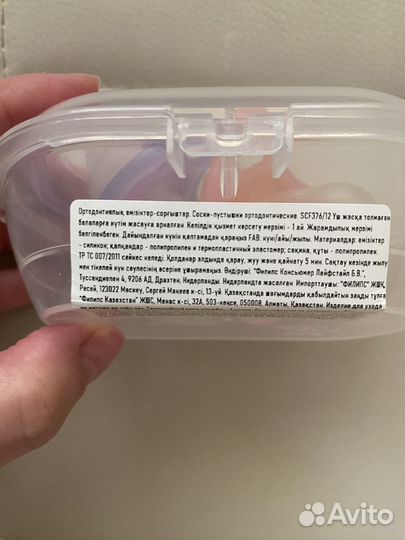 Ортодонтиялық емізіктер-сорғыштар. Соски-пустышки ортодонтические. SCF376/12 Үш жасқа толмаған
балаларға күтім жасауға арналған. Кепілдік қызмет көрсету мерзімі - 1 ай. Жарамдылық мерзімі
белгіленбеген. Дайындалған күнін қаптамадан қараңыз FAB: күні/айы/жылы. Материалдар: емізіктер
- силикон, қалқандар - полипропилен и термопластичный эластомер; сақина, құты - полипропилен.
ТР ТС 007/2011 сәйкес келеді. Қолданар алдында қарау, жуу және қайнату 5 мин. Сақтау кезінде жылу
мен тікелей күн сәулесінің әсеріне ұшырамаңыз. Өндіруші: "Филипс Консьюмер Лайфстайл Б.В.",
Туссендиепен 4, 9206 АД, Драхтен, Нидерланды. Нидерландта жасалған. Импорттаушы: "ФИЛИПС" ЖШҚ,
Ресей, 123022 Мәскеу, Сергей Макеев к-сі, 13-үй. Қазақстанда шағымдарды қабылдайтын заңды тұлға
"Филипс Казахстан" ЖШС, Манас к-сі, 32А, 503-кеңсе, 050008, Алматы, Қазақстан. Изделия для ухода
Avito